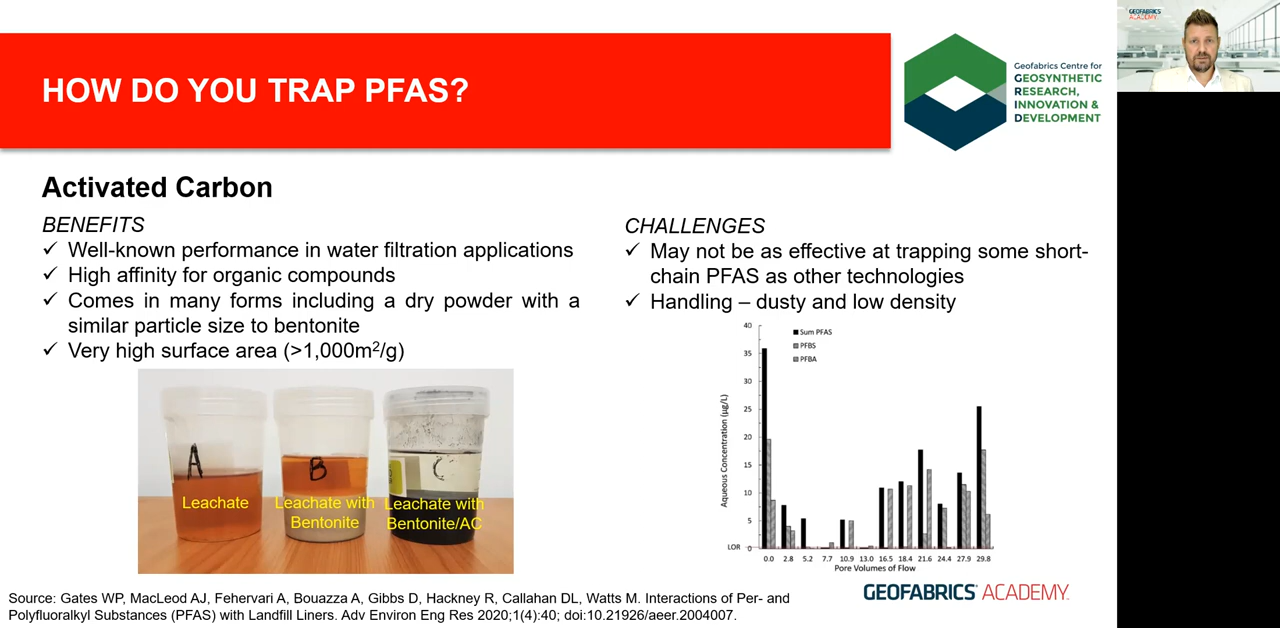 HOW DO YOU TRAP PFAS?
Geofabrics Centre for
GEOSYNTHETIC
RESEARCH,
INNOVATION &
DEVELOPMENT
GEOFABRICS
ACADEMY
Activated Carbon
BENEFITS
✓ Well-known performance in water filtration applications
✓ High affinity for organic compounds
✓ Comes in many forms including a dry powder with a
similar particle size to bentonite
✓ Very high surface area (>1,000m²/g)
A
Leachate
B
Leachate with
Bentonite
C
Leachate with
Bentonite/AC
CHALLENGES
✓ May not be as effective at trapping some short-
chain PFAS as other technologies
✓ Handling – dusty and low density
Sum PFAS
PFBS
PFBA
Aqueous Concentration (µg/L)
40
35
30
25
20
15
10
5
LOR 0
0.0 2.8 5.2 7.7 10.9 13.0 16.5 18.4 21.6 24.4 27.9 29.8
Pore Volumes of Flow
Source: Gates WP, MacLeod AJ, Fehervari A, Bouazza A, Gibbs D, Hackney R, Callahan DL, Watts M. Interactions of Per- and
Polyfluoralkyl Substances (PFAS) with Landfill Liners. Adv Environ Eng Res 2020;1(4):40; doi:10.21926/aeer.2004007.
GEOFABRICS ACADEMY